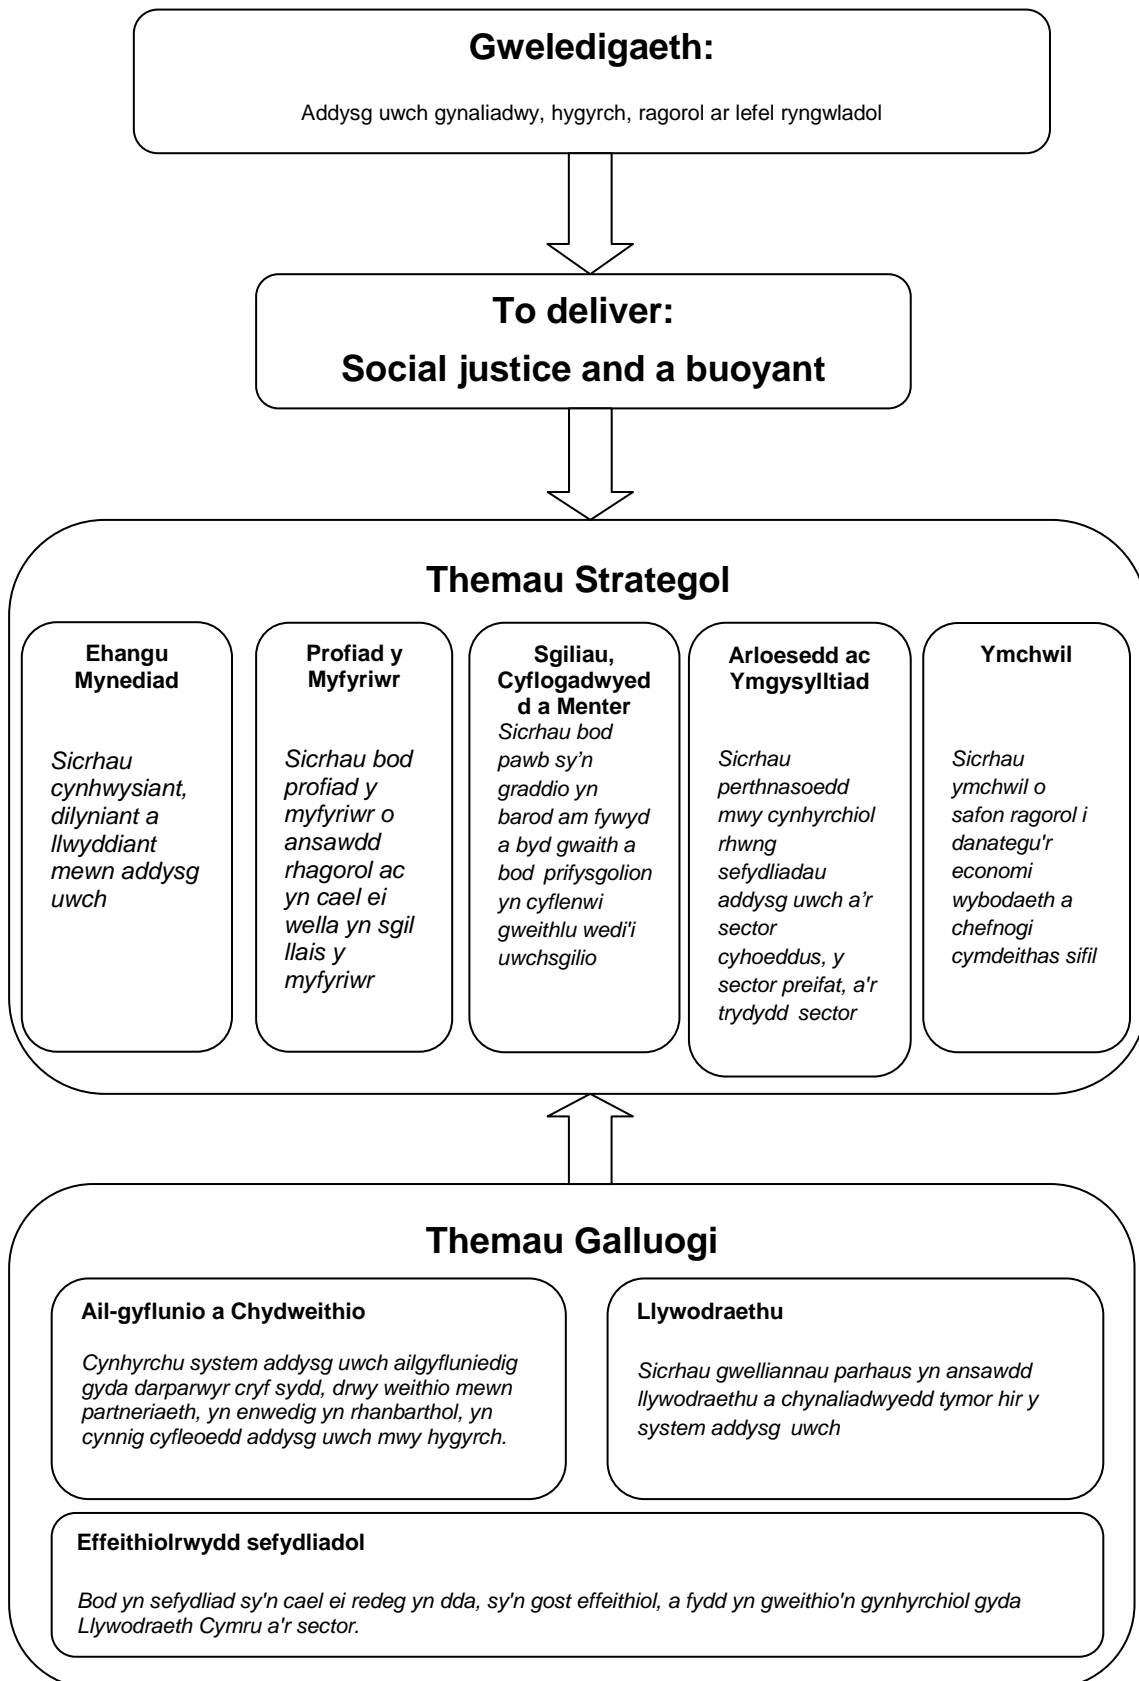 Gweledigaeth:
Addysg uwch gynaliadwy, hygyrch, ragorol ar lefel ryngwladol
To deliver:
Social justice and a buoyant
Themau Strategol
Ehangu
Mynediad
Sicrhau
cynhwysiant,
dilyniant a
llwyddiant
mewn addysg
uwch
Profiad y
Myfyriwr
Sicrhau bod
profiad y
myfyriwr o
ansawdd
rhagorol ac
yn cael ei
wella yn sgil
llais y
myfyriwr
Sgiliau,
Cyflogadwyed
d a Menter
Sicrhau bod
pawb sy'n
graddio yn
barod am fywyd
a byd gwaith a
bod prifysgolion
yn cyflenwi
gweithlu wedi'i
uwchsgilio
Arloesedd ac
Ymgysylltiad
Sicrhau
perthnasoedd
mwy cynhyrchiol
rhwng
sefydliadau
addysg uwch a'r
sector
cyhoeddus, y
sector preifat, a'r
trydydd sector
Ymchwil
Sicrhau
ymchwil o
safon ragorol i
danategu'r
economi
wybodaeth a
chefnogi
cymdeithas sifil
Themau Galluogi
Ail-gyflunio a Chydweithio
Cynhyrchu system addysg uwch ailgyfluniedig
gyda darparwyr cryf sydd, drwy weithio mewn
partneriaeth, yn enwedig yn rhanbarthol, yn
cynnig cyfleoedd addysg uwch mwy hygyrch.
Llywodraethu
Sicrhau gwelliannau parhaus yn ansawdd
llywodraethu a chynaliadwyedd tymor hir y
system addysg uwch
Effeithiolrwydd sefydliadol
Bod yn sefydliad sy'n cael ei redeg yn dda, sy'n gost effeithiol, a fydd yn gweithio'n gynhyrchiol gyda
Llywodraeth Cymru a'r sector.